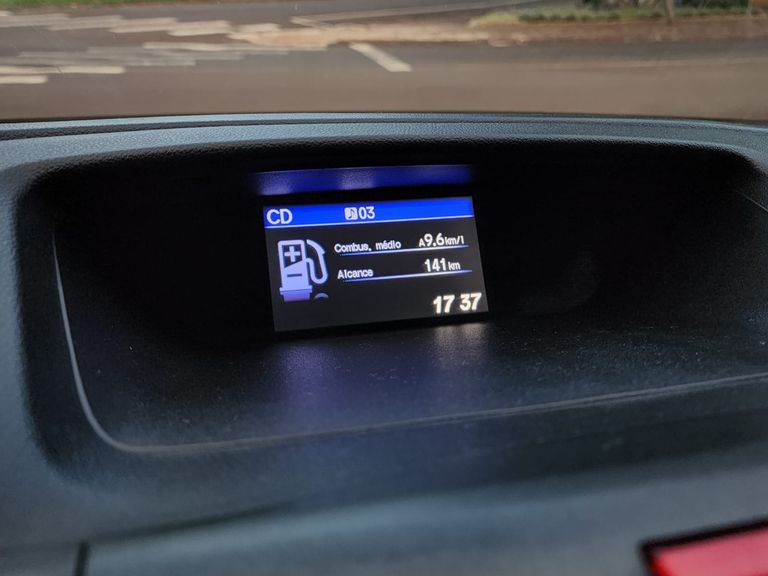 CD 03
Combus. médio A9.6km/l
Alcance 141km
17 37